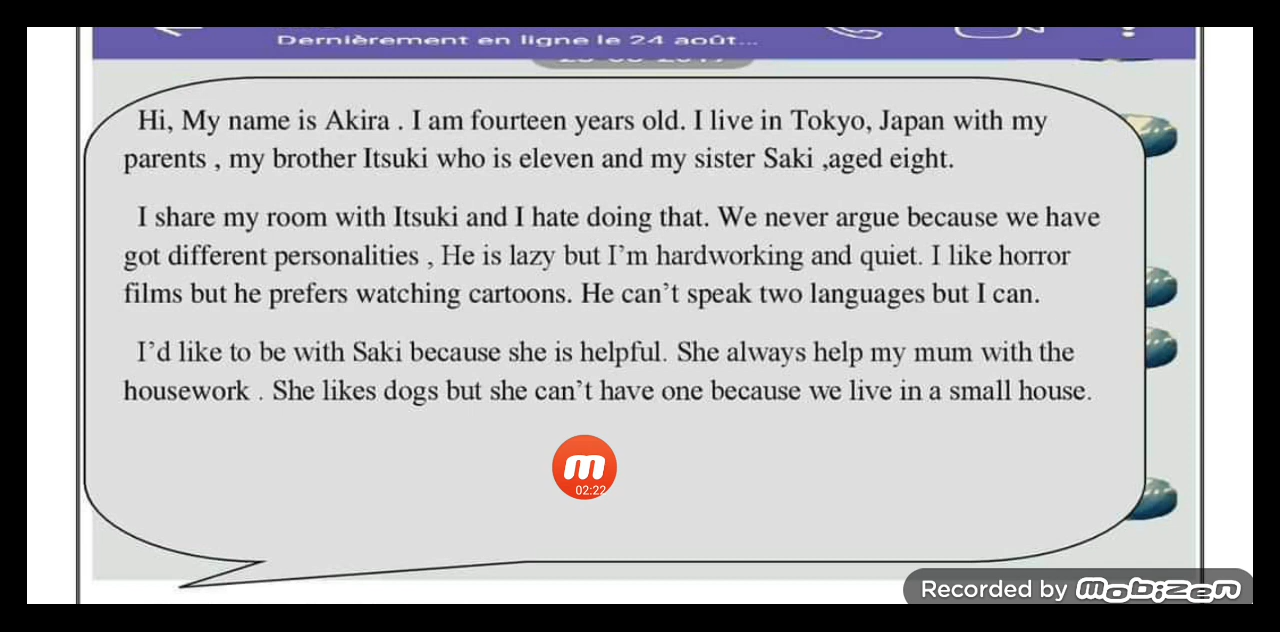 Dernièrement en ligne le 24 août...
Hi, My name is Akira . I am fourteen years old. I live in Tokyo, Japan with my
parents , my brother Itsuki who is eleven and my sister Saki ,aged eight.
I share my room with Itsuki and I hate doing that. We never argue because we have
got different personalities , He is lazy but I’m hardworking and quiet. I like horror
films but he prefers watching cartoons. He can’t speak two languages but I can.
I’d like to be with Saki because she is helpful. She always help my mum with the
housework . She likes dogs but she can’t have one because we live in a small house.
m
02:22
Recorded by mobizen